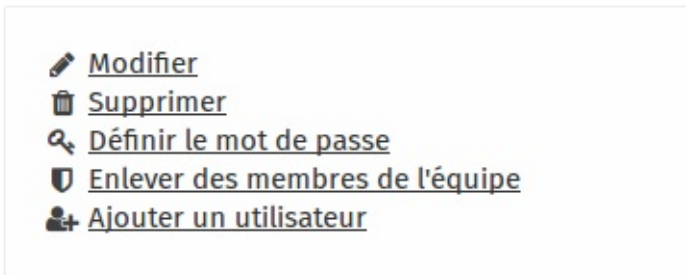 Modifier
Supprimer
Définir le mot de passe
Enlever des membres de l'équipe
Ajouter un utilisateur